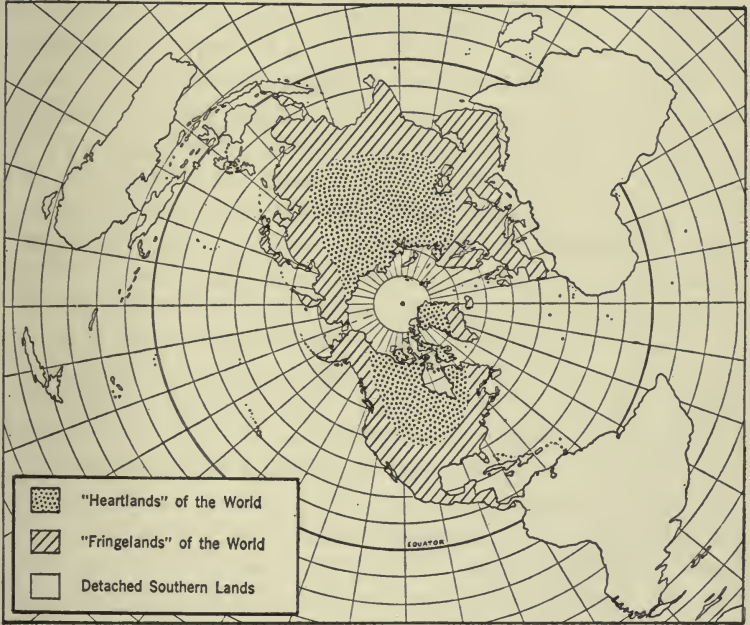 EQUATOR
"Heartlands" of the World
"Fringelands" of the World
Detached Southern Lands